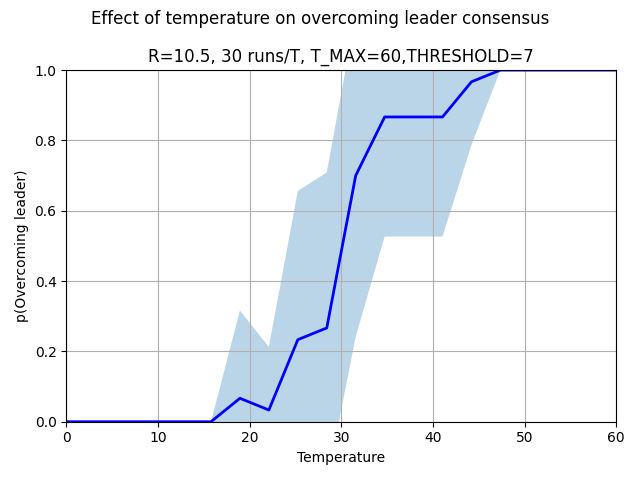 Effect of temperature on overcoming leader consensus
R=10.5, 30 runs/T, T_MAX=60,THRESHOLD=7
p(Overcoming leader)
1.0
0.8
0.6
0.4
0.2
0.0
0 10 20 30 40 50 60
Temperature